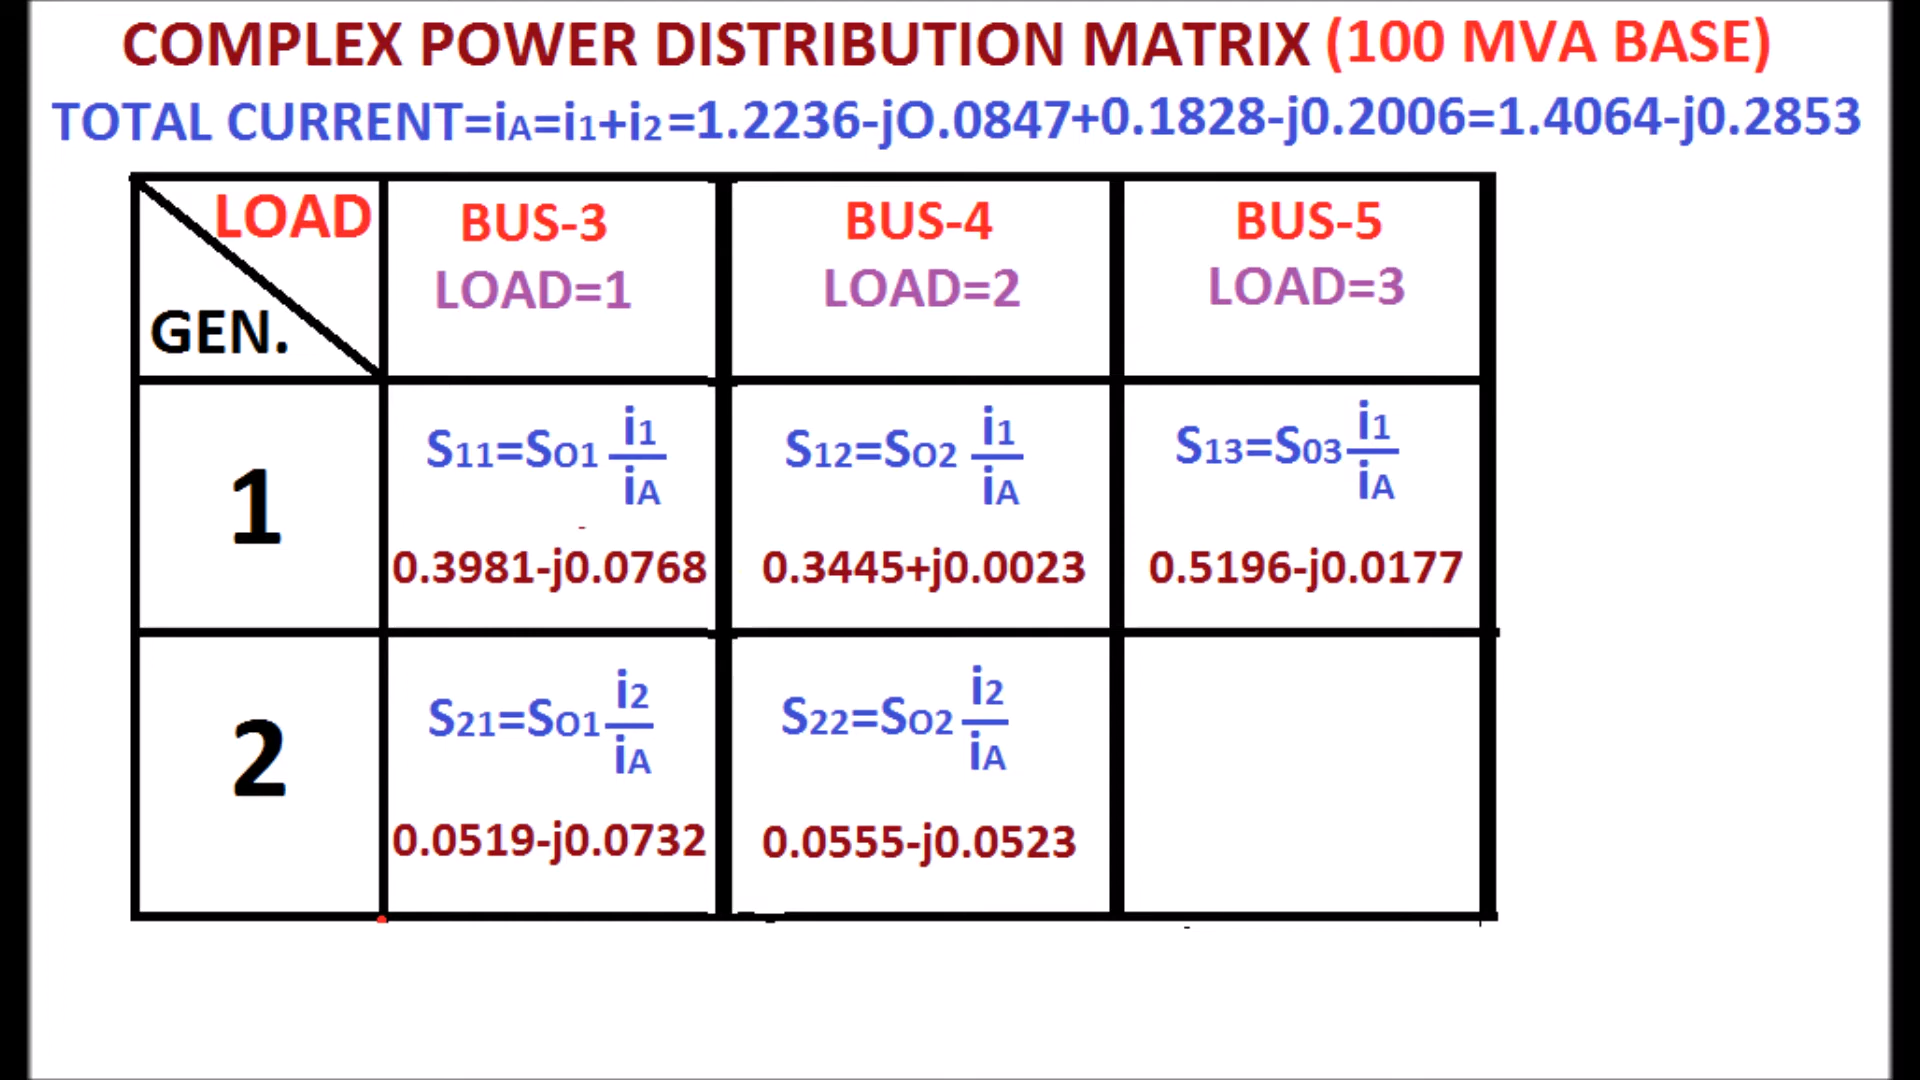 COMPLEX POWER DISTRIBUTION MATRIX (100 MVA BASE)
TOTAL CURRENT=iA=i1+i2=1.2236-jO.0847+0.1828-j0.2006=1.4064-j0.2853
LOAD
GEN.
BUS-3
LOAD=1
BUS-4
LOAD=2
BUS-5
LOAD=3
1
S11=SO1 i1/iA
0.3981-j0.0768
S12=SO2 i1/iA
0.3445+j0.0023
S13=S03 i1/iA
0.5196-j0.0177
2
S21=SO1 i2/iA
0.0519-j0.0732
S22=SO2 i2/iA
0.0555-j0.0523